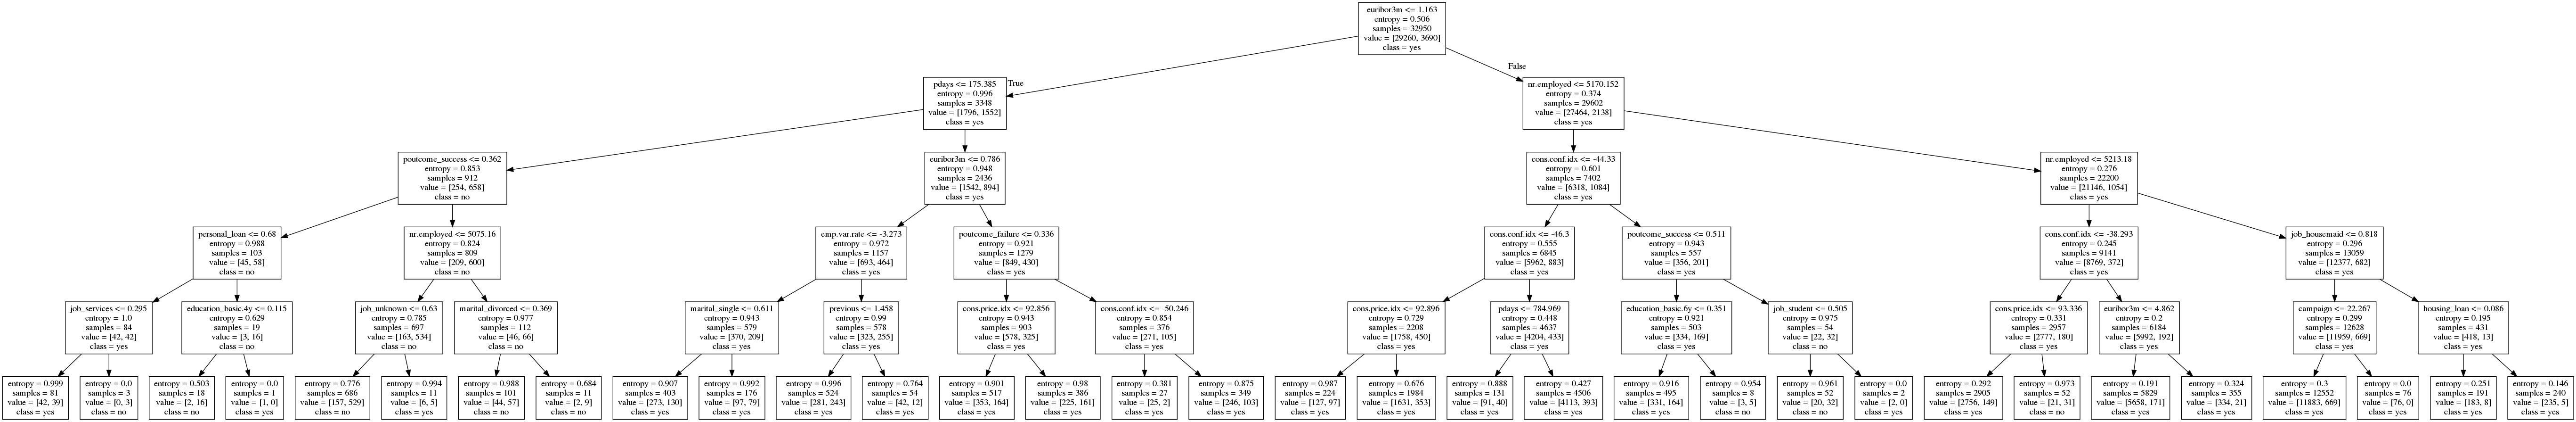 euribor3m <= 1.163
entropy = 0.506
samples = 32950
value = [29260, 3690]
class = yes
True
False
pdays <= 175.385
entropy = 0.996
samples = 3348
value = [1796, 1552]
class = yes
nr.employed <= 5170.152
entropy = 0.374
samples = 29602
value = [27464, 2138]
class = yes
poutcome_success <= 0.362
entropy = 0.853
samples = 912
value = [254, 658]
class = no
euribor3m <= 0.786
entropy = 0.948
samples = 2436
value = [1542, 894]
class = yes
cons.conf.idx <= -44.33
entropy = 0.601
samples = 7402
value = [6318, 1084]
class = yes
nr.employed <= 5213.18
entropy = 0.276
samples = 22200
value = [21146, 1054]
class = yes
personal_loan <= 0.68
entropy = 0.988
samples = 103
value = [45, 58]
class = no
nr.employed <= 5075.16
entropy = 0.824
samples = 809
value = [209, 600]
class = no
emp.var.rate <= -3.273
entropy = 0.972
samples = 1157
value = [693, 464]
class = yes
poutcome_failure <= 0.336
entropy = 0.921
samples = 1279
value = [849, 430]
class = yes
cons.conf.idx <= -46.3
entropy = 0.555
samples = 6845
value = [5962, 883]
class = yes
poutcome_success <= 0.511
entropy = 0.943
samples = 557
value = [356, 201]
class = yes
cons.conf.idx <= -38.293
entropy = 0.245
samples = 9141
value = [8769, 372]
class = yes
job_housemaid <= 0.818
entropy = 0.296
samples = 13059
value = [12377, 682]
class = yes
job_services <= 0.295
entropy = 1.0
samples = 84
value = [42, 42]
class = yes
education_basic.4y <= 0.115
entropy = 0.629
samples = 19
value = [3, 16]
class = no
job_unknown <= 0.63
entropy = 0.785
samples = 697
value = [163, 534]
class = no
marital_divorced <= 0.369
entropy = 0.977
samples = 112
value = [46, 66]
class = no
marital_single <= 0.611
entropy = 0.943
samples = 579
value = [370, 209]
class = yes
previous <= 1.458
entropy = 0.99
samples = 578
value = [323, 255]
class = yes
cons.price.idx <= 92.856
entropy = 0.943
samples = 903
value = [578, 325]
class = yes
cons.conf.idx <= -50.246
entropy = 0.854
samples = 376
value = [271, 105]
class = yes
cons.price.idx <= 92.896
entropy = 0.729
samples = 2208
value = [1758, 450]
class = yes
pdays <= 784.969
entropy = 0.448
samples = 4637
value = [4204, 433]
class = yes
education_basic.6y <= 0.351
entropy = 0.921
samples = 503
value = [334, 169]
class = yes
job_student <= 0.505
entropy = 0.975
samples = 54
value = [22, 32]
class = no
cons.price.idx <= 93.336
entropy = 0.331
samples = 2957
value = [2777, 180]
class = yes
euribor3m <= 4.862
entropy = 0.2
samples = 6184
value = [5992, 192]
class = yes
campaign <= 22.267
entropy = 0.299
samples = 12628
value = [11959, 669]
class = yes
housing_loan <= 0.086
entropy = 0.195
samples = 431
value = [418, 13]
class = yes
entropy = 0.999
samples = 81
value = [42, 39]
class = yes
entropy = 0.0
samples = 3
value = [0, 3]
class = no
entropy = 0.503
samples = 18
value = [2, 16]
class = no
entropy = 0.0
samples = 1
value = [1, 0]
class = yes
entropy = 0.776
samples = 686
value = [157, 529]
class = no
entropy = 0.994
samples = 11
value = [6, 5]
class = yes
entropy = 0.988
samples = 101
value = [44, 57]
class = no
entropy = 0.684
samples = 11
value = [2, 9]
class = no
entropy = 0.907
samples = 403
value = [273, 130]
class = yes
entropy = 0.992
samples = 176
value = [97, 79]
class = yes
entropy = 0.996
samples = 524
value = [281, 243]
class = yes
entropy = 0.764
samples = 54
value = [42, 12]
class = yes
entropy = 0.901
samples = 517
value = [353, 164]
class = yes
entropy = 0.98
samples = 386
value = [225, 161]
class = yes
entropy = 0.381
samples = 27
value = [25, 2]
class = yes
entropy = 0.875
samples = 349
value = [246, 103]
class = yes
entropy = 0.987
samples = 224
value = [127, 97]
class = yes
entropy = 0.676
samples = 1984
value = [1631, 353]
class = yes
entropy = 0.888
samples = 131
value = [91, 40]
class = yes
entropy = 0.427
samples = 4506
value = [4113, 393]
class = yes
entropy = 0.916
samples = 495
value = [331, 164]
class = yes
entropy = 0.954
samples = 8
value = [3, 5]
class = no
entropy = 0.961
samples = 52
value = [20, 32]
class = no
entropy = 0.0
samples = 2
value = [2, 0]
class = yes
entropy = 0.292
samples = 2905
value = [2756, 149]
class = yes
entropy = 0.973
samples = 52
value = [21, 31]
class = no
entropy = 0.191
samples = 5829
value = [5658, 171]
class = yes
entropy = 0.324
samples = 355
value = [334, 21]
class = yes
entropy = 0.3
samples = 12552
value = [11883, 669]
class = yes
entropy = 0.0
samples = 76
value = [76, 0]
class = yes
entropy = 0.251
samples = 191
value = [183, 8]
class = yes
entropy = 0.146
samples = 240
value = [235, 5]
class = yes